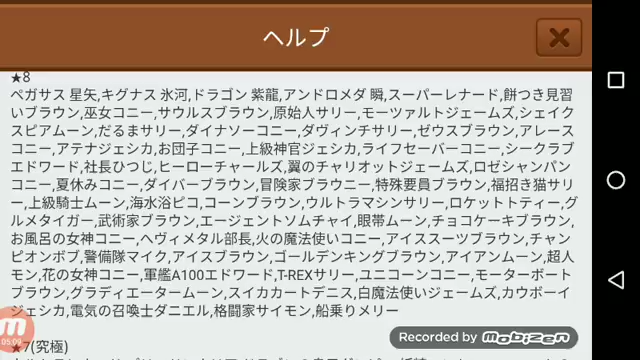 ヘルプ
★8
ペガサス 星矢,キグナス 氷河,ドラゴン 紫龍,アンドロメダ 瞬,スーパーレナード,餅つき見習
いブラウン,巫女コニー,サウルスブラウン,原始人サリー,モーツァルトジェームズ,シェイク
スピアムーン,だるまサリー,ダイナソーコニー,ダヴィンチサリー,ゼウスブラウン,アレース
コニー,アテナジェシカ,お団子コニー,上級神官ジェシカ,ライフセーバーコニー,シークラブ
エドワード,社長ひつじ,ヒーローチャールズ,翼のチャリオットジェームズ,ロゼシャンパン
コニー,夏休みコニー,ダイバーブラウン,冒険家ブラウニー,特殊要員ブラウン,福招き猫サリ
ー,上級騎士ムーン,海水浴ピコ,コーンブラウン,ウルトラマシンサリー,ロケットトティー,グ
ルメタイガー,武術家ブラウン,エージェントソムチャイ,眼帯ムーン,チョコケーキブラウン,
お風呂の女神コニー,ヘヴィメタル部長,火の魔法使いコニー,アイススーツブラウン,チャン
ピオンボブ,警備隊マイク,アイスブラウン,ゴールデンキングブラウン,アイアンムーン,超人
モン,花の女神コニー,軍艦A100エドワード,T-REXサリー,ユニコーンコニー,モーターボート
ブラウン,グラディエータームーン,スイカカートデニス,白魔法使いジェームズ,カウボーイ
ジェシカ,電気の召喚士ダニエル,格闘家サイモン,船乗りメリー
05:09
Recorded by Mobizen
★7(究極)